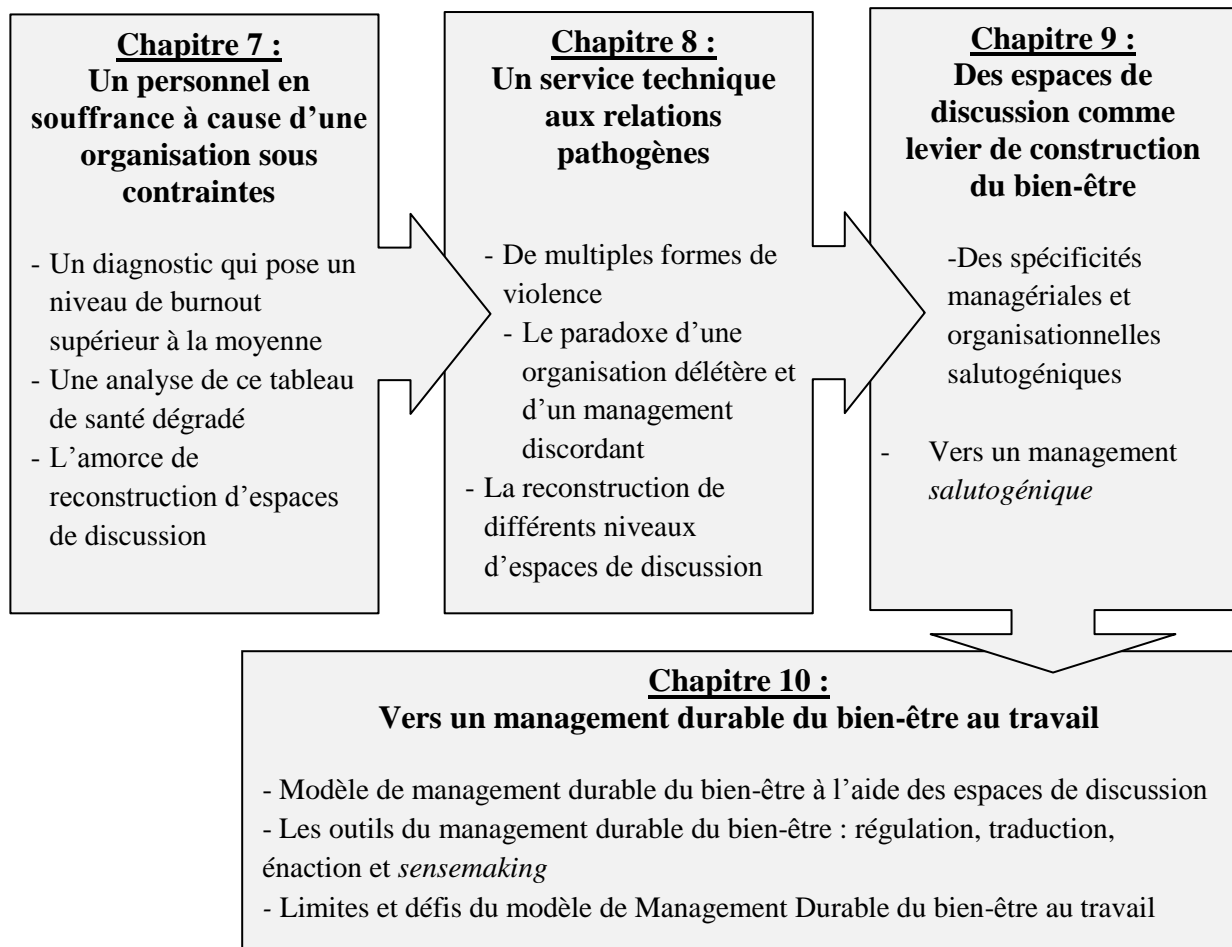 Chapitre 7 :
Un personnel en
souffrance à cause d’une
organisation sous
contraintes
- Un diagnostic qui pose un
niveau de burnout
supérieur à la moyenne
- Une analyse de ce tableau
de santé dégradé
- L’amorce de
reconstruction d’espaces
de discussion
Chapitre 8 :
Un service technique
aux relations
pathogènes
- De multiples formes de
violence
- Le paradoxe d’une
organisation délétère et
d’un management
discordant
- La reconstruction de
différents niveaux
d’espaces de discussion
Chapitre 9 :
Des espaces de
discussion comme
levier de construction
du bien-être
-Des spécificités
managériales et
organisationnelles
salutogéniques
- Vers un management
salutogénique
Chapitre 10 :
Vers un management durable du bien-être au travail
- Modèle de management durable du bien-être à l’aide des espaces de discussion
- Les outils du management durable du bien-être : régulation, traduction,
énaction et sensemaking
- Limites et défis du modèle de Management Durable du bien-être au travail